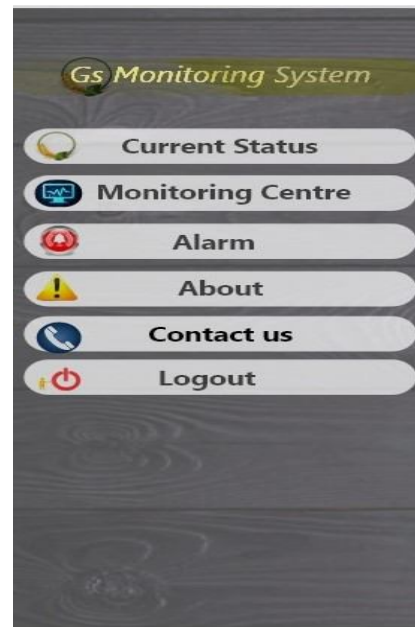 Gs Monitoring System
Current Status
Monitoring Centre
Alarm
About
Contact us
Logout